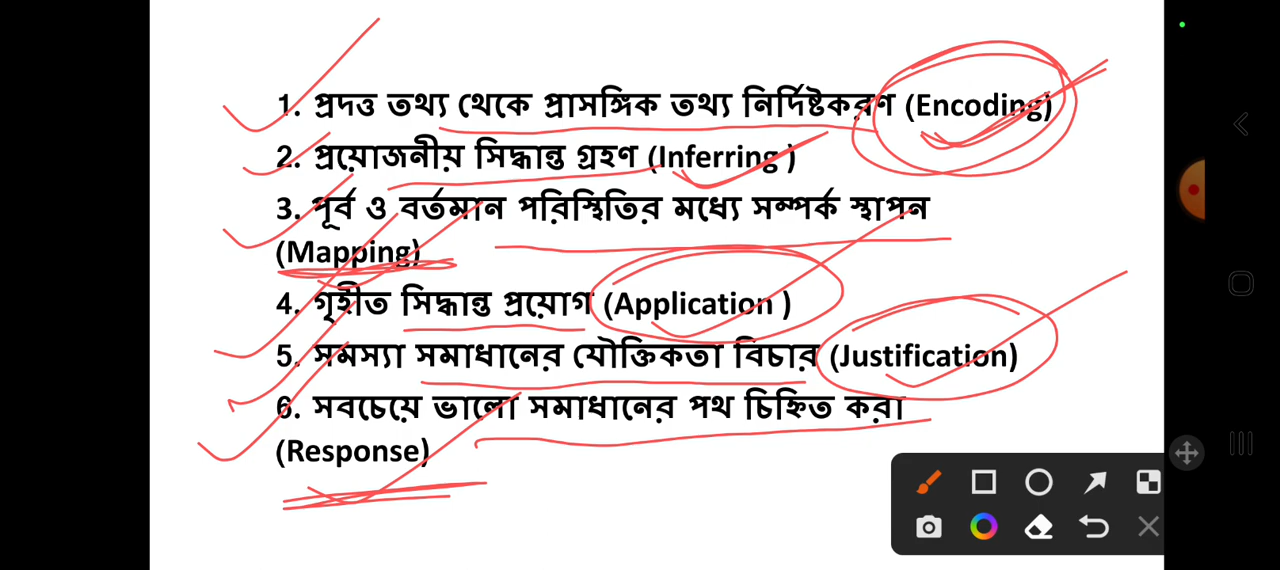 1. প্রদত্ত তথ্য থেকে প্রাসঙ্গিক তথ্য নির্দিষ্টকরণ (Encoding)
2. প্রয়োজনীয় সিদ্ধান্ত গ্রহণ (Inferring )
3. পূর্ব ও বর্তমান পরিস্থিতির মধ্যে সম্পর্ক স্থাপন
(Mapping)
4. গৃহীত সিদ্ধান্ত প্রয়োগ (Application )
5. সমস্যা সমাধানের যৌক্তিকতা বিচার (Justification)
6. সবচেয়ে ভালো সমাধানের পথ চিহ্নিত করা
(Response)